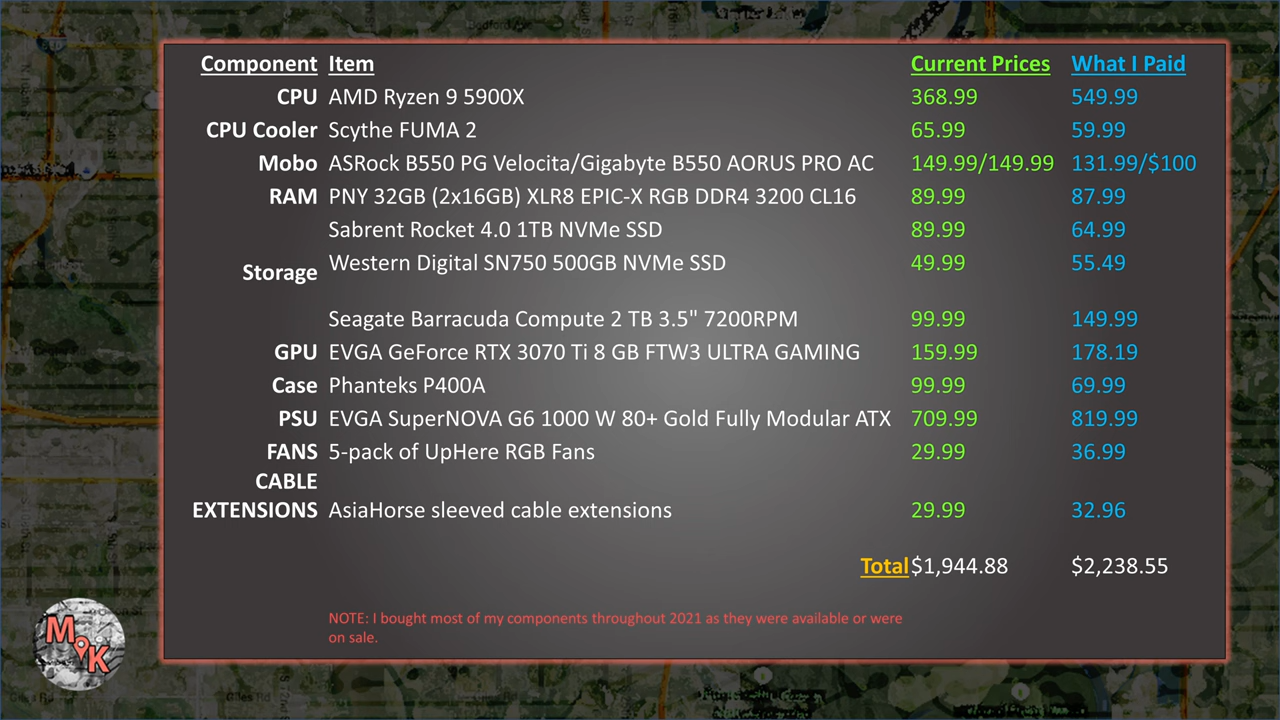 Component Item Current Prices What I Paid
CPU AMD Ryzen 9 5900X 368.99 549.99
CPU Cooler Scythe FUMA 2 65.99 59.99
Mobo ASRock B550 PG Velocita/Gigabyte B550 AORUS PRO AC 149.99/149.99 131.99/$100
RAM PNY 32GB (2x16GB) XLR8 EPIC-X RGB DDR4 3200 CL16 89.99 87.99
Sabrent Rocket 4.0 1TB NVMe SSD 89.99 64.99
Storage Western Digital SN750 500GB NVMe SSD 49.99 55.49
Seagate Barracuda Compute 2 TB 3.5" 7200RPM 99.99 149.99
GPU EVGA GeForce RTX 3070 Ti 8 GB FTW3 ULTRA GAMING 159.99 178.19
Case Phanteks P400A 99.99 69.99
PSU EVGA SuperNOVA G6 1000 W 80+ Gold Fully Modular ATX 709.99 819.99
FANS 5-pack of UpHere RGB Fans 29.99 36.99
CABLE
EXTENSIONS AsiaHorse sleeved cable extensions 29.99 32.96
Total $1,944.88 $2,238.55
NOTE: I bought most of my components throughout 2021 as they were available or were
on sale.
M K
Giles Rd